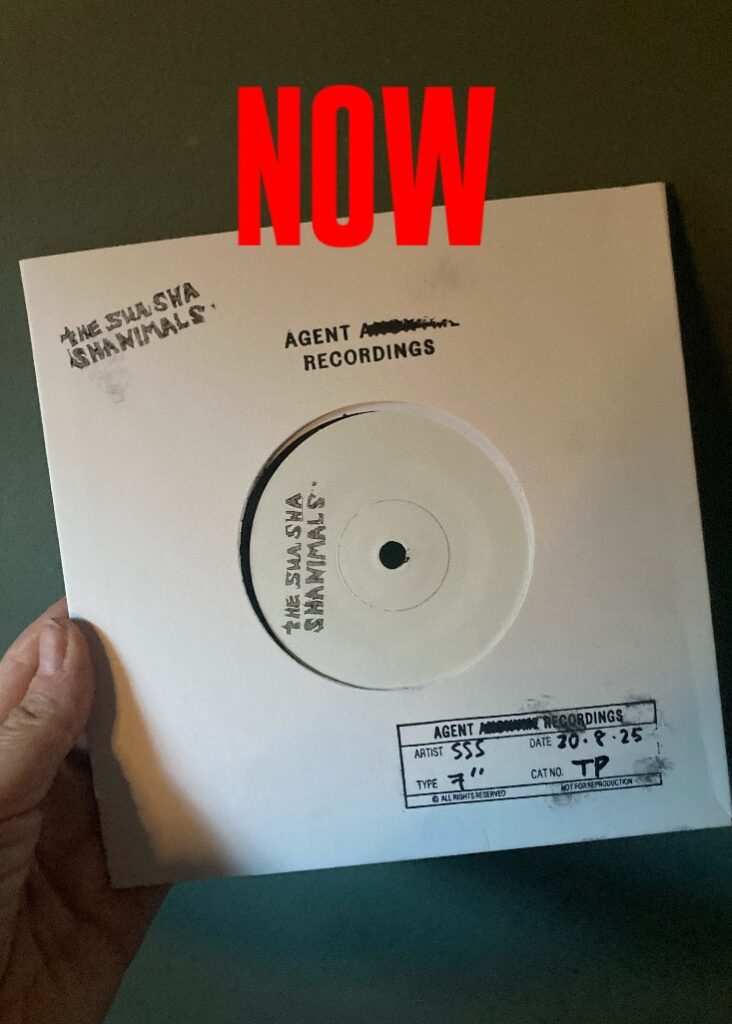 NOW
THE SHA SHA
SHANIMALS.
AGENT
RECORDINGS
THE SHA SHA
SHANIMALS.
AGENT RECORDINGS
ARTIST SSS DATE 20.8.25
TYPE 7" CAT NO. TP
© ALL RIGHTS RESERVED NOT FOR REPRODUCTION